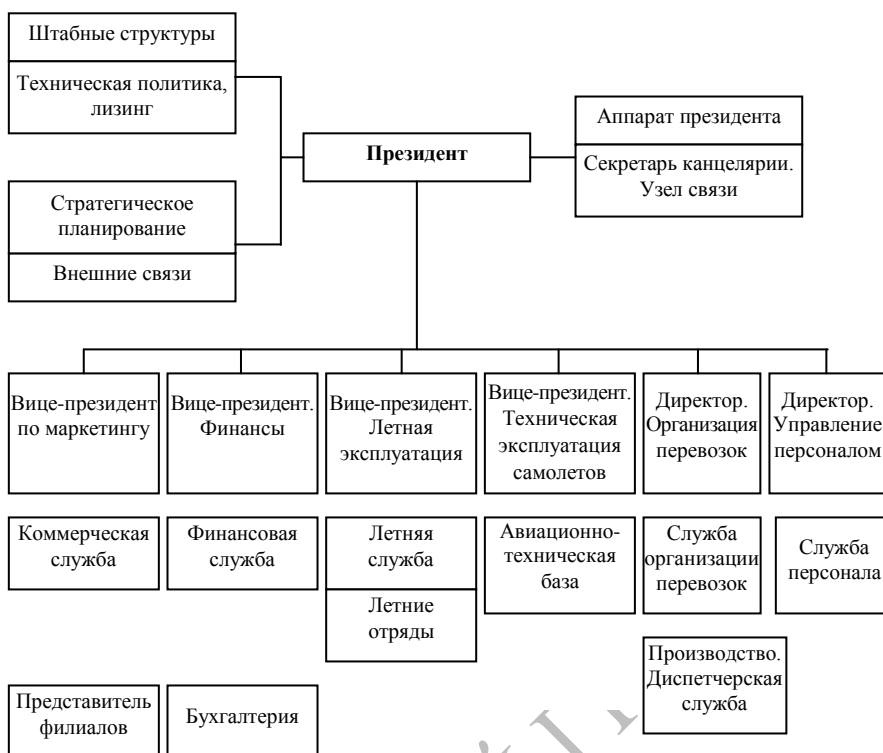 Штабные структуры
Техническая политика,
лизинг
Стратегическое
планирование
Внешние связи
Президент
Аппарат президента
Секретарь канцелярии.
Узел связи
Вице-президент
по маркетингу
Вице-президент.
Финансы
Вице-президент.
Летная
эксплуатация
Вице-президент.
Техническая
эксплуатация
самолетов
Директор.
Организация
перевозок
Директор.
Управление
персоналом
Коммерческая
служба
Финансовая
служба
Летняя
служба
Летние
отряды
Авиационно-
техническая
база
Служба
организации
перевозок
Служба
персонала
Производство.
Диспетчерская
служба
Представитель
филиалов
Бухгалтерия